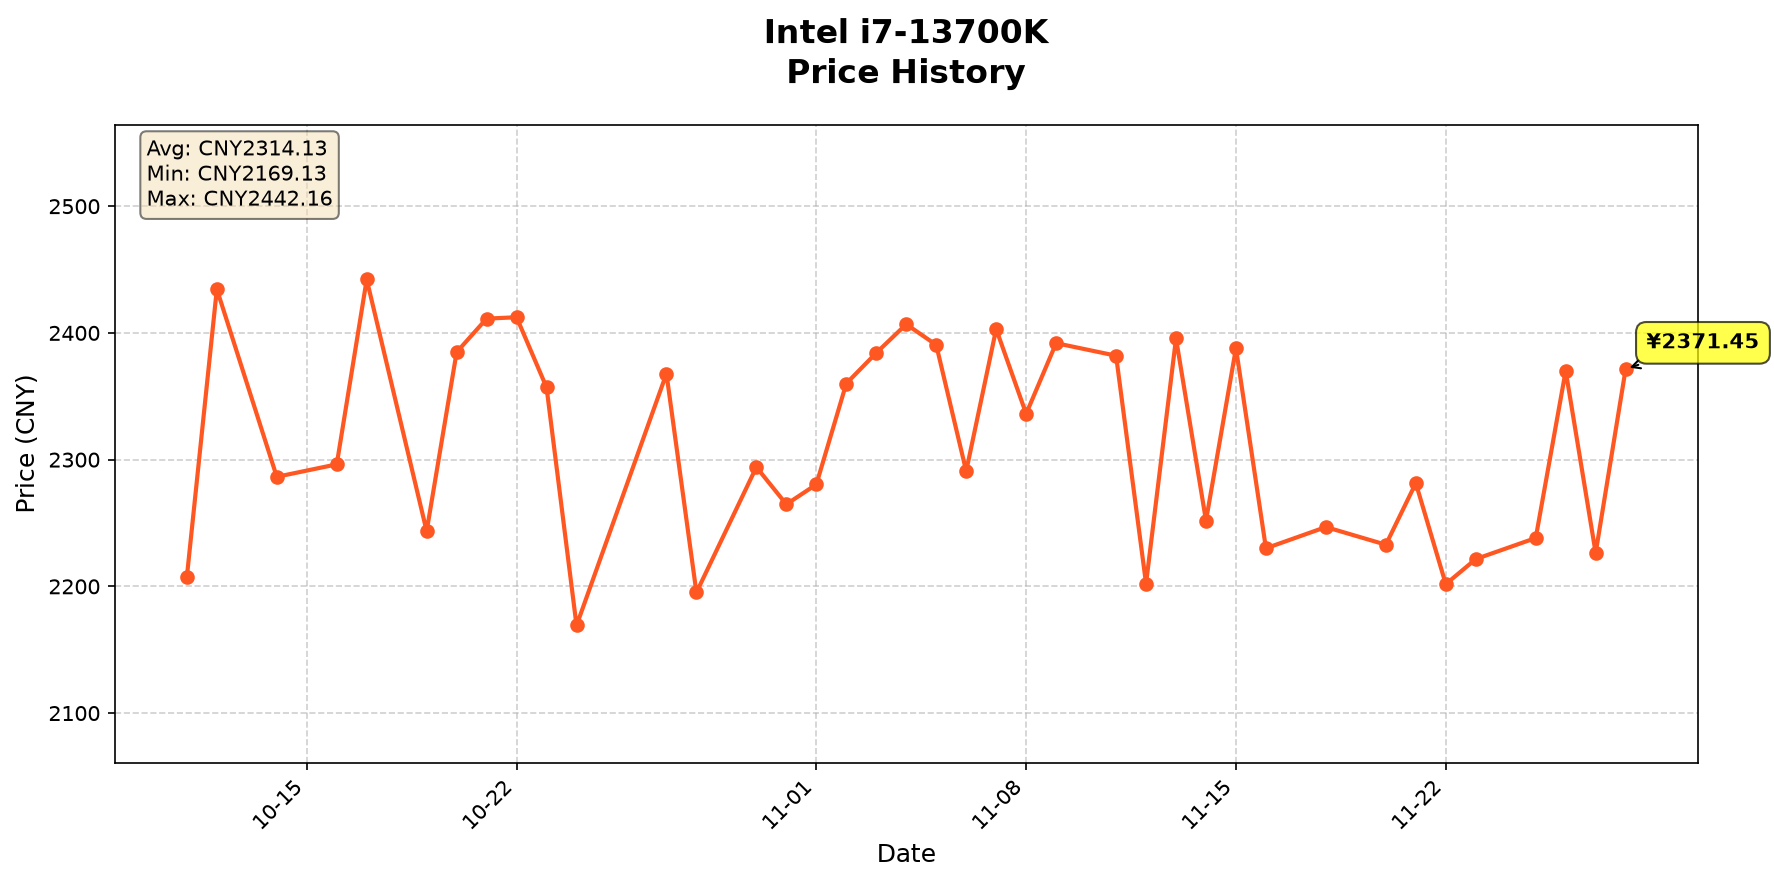 Intel i7-13700K
Price History
Avg: CNY2314.13
Min: CNY2169.13
Max: CNY2442.16
¥2371.45
Price (CNY)
2500
2400
2300
2200
2100
10-15
10-22
11-01
11-08
11-15
11-22
Date